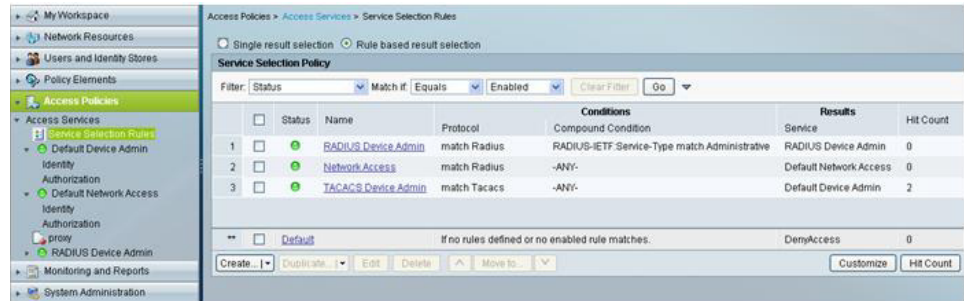 My Workspace
Network Resources
Users and Identity Stores
Policy Elements
Access Policies
Access Services
Service Selection Rules
Default Device Admin
Identity
Authorization
Default Network Access
Identity
Authorization
proxy
RADIUS Device Admin
Monitoring and Reports
System Administration
Access Policies > Access Services > Service Selection Rules
Single result selection Rule based result selection
Service Selection Policy
Filter: Status Match if: Equals Enabled Clear Filter Go
Conditions Results
Status Name Protocol Compound Condition Service Hit Count
1 RADIUS Device Admin match Radius RADIUS-IETF:Service-Type match Administrative RADIUS Device Admin 0
2 Network Access match Radius -ANY- Default Network Access 0
3 TACACS Device Admin match Tacacs -ANY- Default Device Admin 2
** Default If no rules defined or no enabled rule matches. DenyAccess 0
Create... Duplicate... Edit Delete Move to... Customize Hit Count